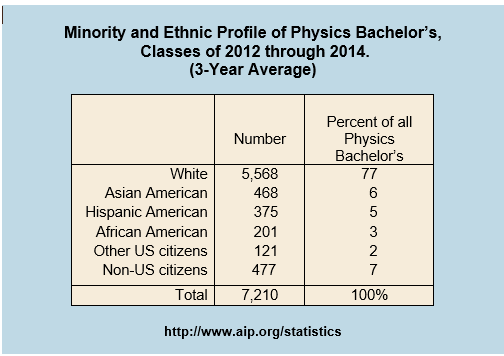 Minority and Ethnic Profile of Physics Bachelor's,
Classes of 2012 through 2014.
(3-Year Average)
Number
Percent of all
Physics
Bachelor's
White 5,568 77
Asian American 468 6
Hispanic American 375 5
African American 201 3
Other US citizens 121 2
Non-US citizens 477 7
Total 7,210 100%
http://www.aip.org/statistics